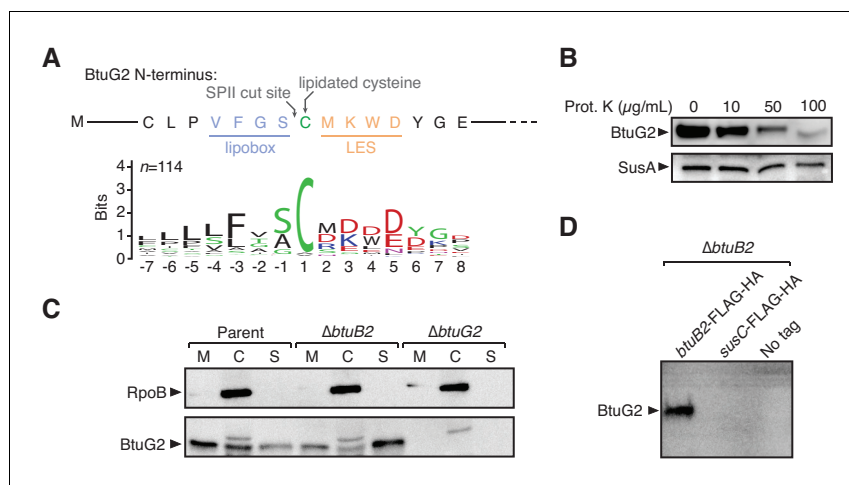 A
BtuG2 N-terminus:
lipidated cysteine
SPII cut site
M C L P V F G S C M K W D Y G E
lipobox LES
n=114
Bits
4
3
2
1
0
-7 -6 -5 -4 -3 -2 -1 1 2 3 4 5 6 7 8
B
Prot. K (µg/mL) 0 10 50 100
BtuG2
SusA
C
Parent ΔbtuB2 ΔbtuG2
M C S M C S M C S
RpoB
BtuG2
D
ΔbtuB2
btuB2-FLAG-HA
susC-FLAG-HA
No tag
BtuG2